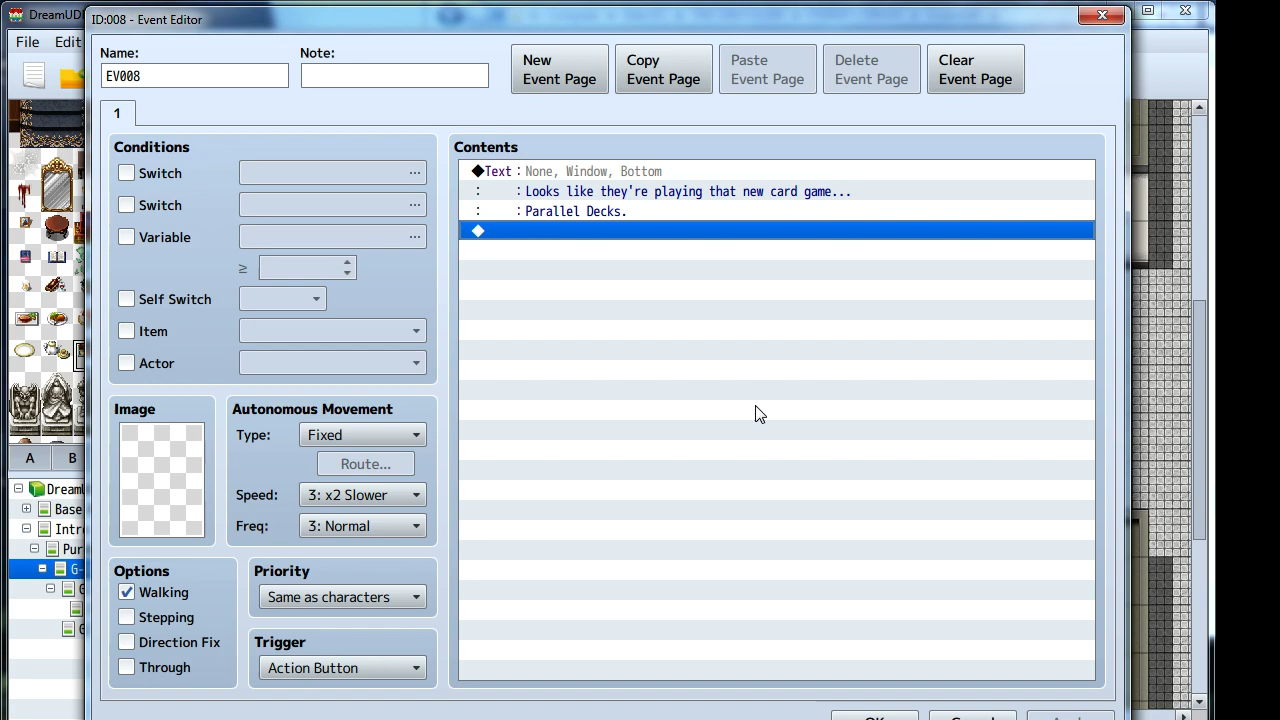 DreamUD
ID:008 - Event Editor
File Edit
Name:
Note:
EV008
New
Event Page
Copy
Event Page
Paste
Event Page
Delete
Event Page
Clear
Event Page
1
Conditions
Switch ...
Switch ...
Variable ...
≥
Self Switch
Item
Actor
Contents
◆Text : None, Window, Bottom
: : Looks like they're playing that new card game...
: : Parallel Decks.
◆
Image
Autonomous Movement
Type: Fixed
Route...
Speed: 3: x2 Slower
Freq: 3: Normal
A B
Dream
Base
Intr
Pur
G-
G
G
Options
Walking
Stepping
Direction Fix
Through
Priority
Same as characters
Trigger
Action Button